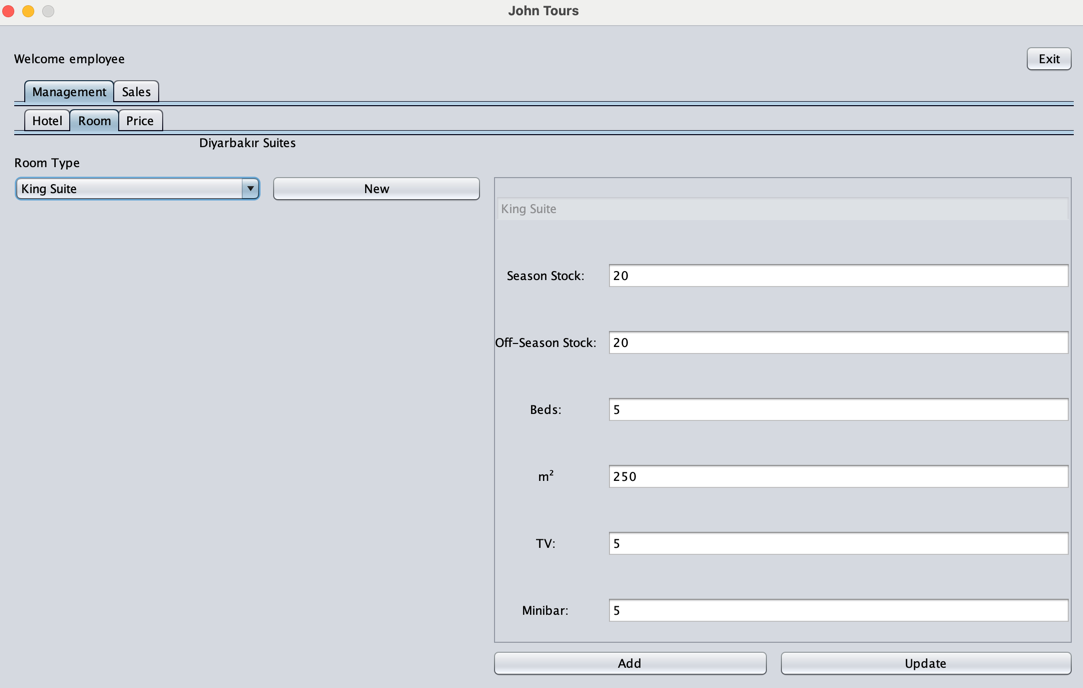 John Tours
Welcome employee
Exit
Management Sales
Hotel Room Price
Diyarbakır Suites
Room Type
King Suite
New
King Suite
Season Stock: 20
Off-Season Stock: 20
Beds: 5
m² 250
TV: 5
Minibar: 5
Add
Update